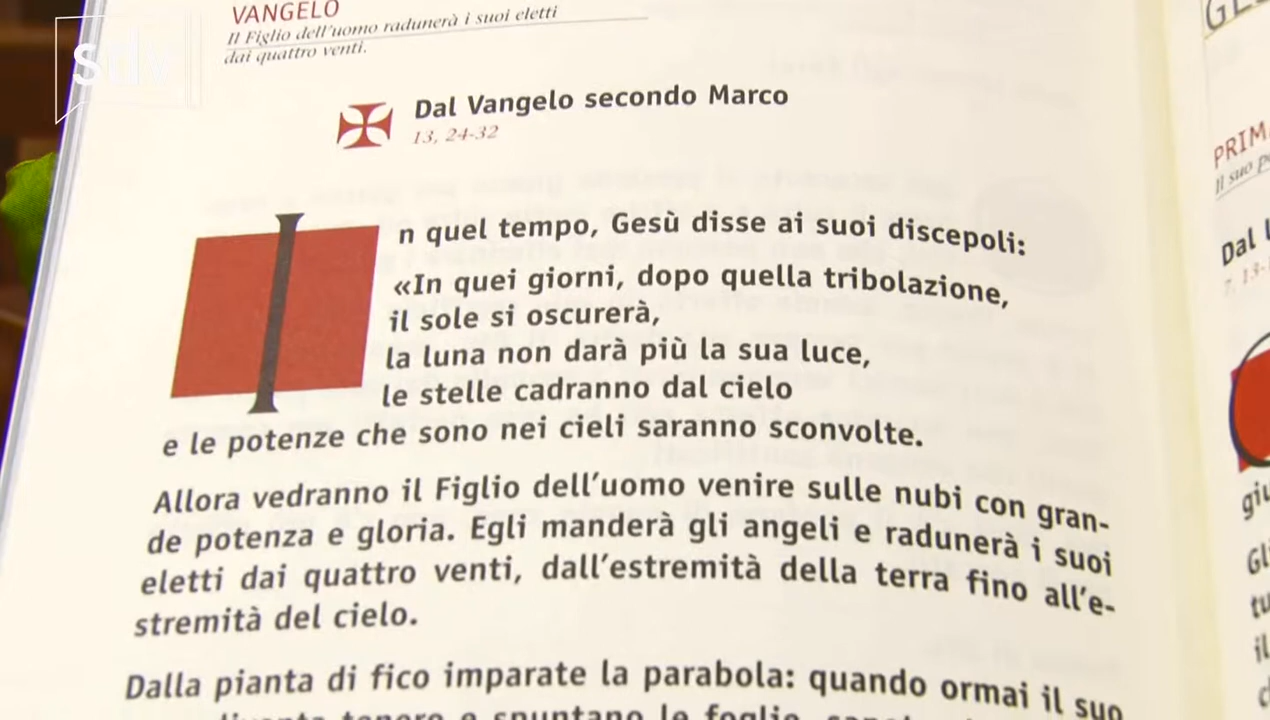 VANGELO
Il Figlio dell'uomo radunerà i suoi eletti
dai quattro venti.
Dal Vangelo secondo Marco
13, 24-32
In quel tempo, Gesù disse ai suoi discepoli:
«In quei giorni, dopo quella tribolazione,
il sole si oscurerà,
la luna non darà più la sua luce,
le stelle cadranno dal cielo
e le potenze che sono nei cieli saranno sconvolte.
Allora vedranno il Figlio dell'uomo venire sulle nubi con gran-
de potenza e gloria. Egli manderà gli angeli e radunerà i suoi
eletti dai quattro venti, dall'estremità della terra fino all'e-
stremità del cielo.
Dalla pianta di fico imparate la parabola: quando ormai il suo
Il suo
Dal